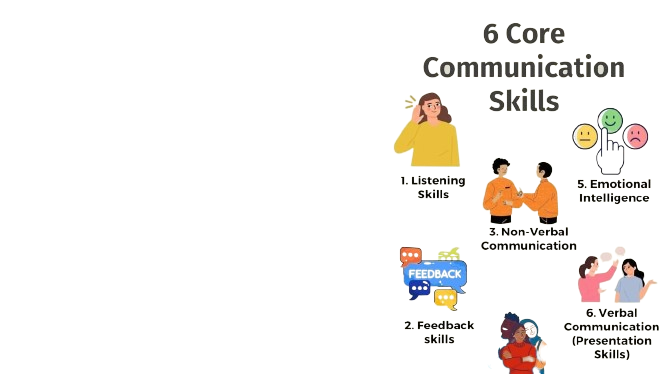 6 Core
Communication
Skills
1. Listening
Skills
5. Emotional
Intelligence
3. Non-Verbal
Communication
FEEDBACK
2. Feedback
skills
6. Verbal
Communication
(Presentation
Skills)